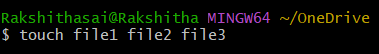 Rakshithasai@Rakshitha MINGW64 ~/OneDrive
$ touch file1 file2 file3